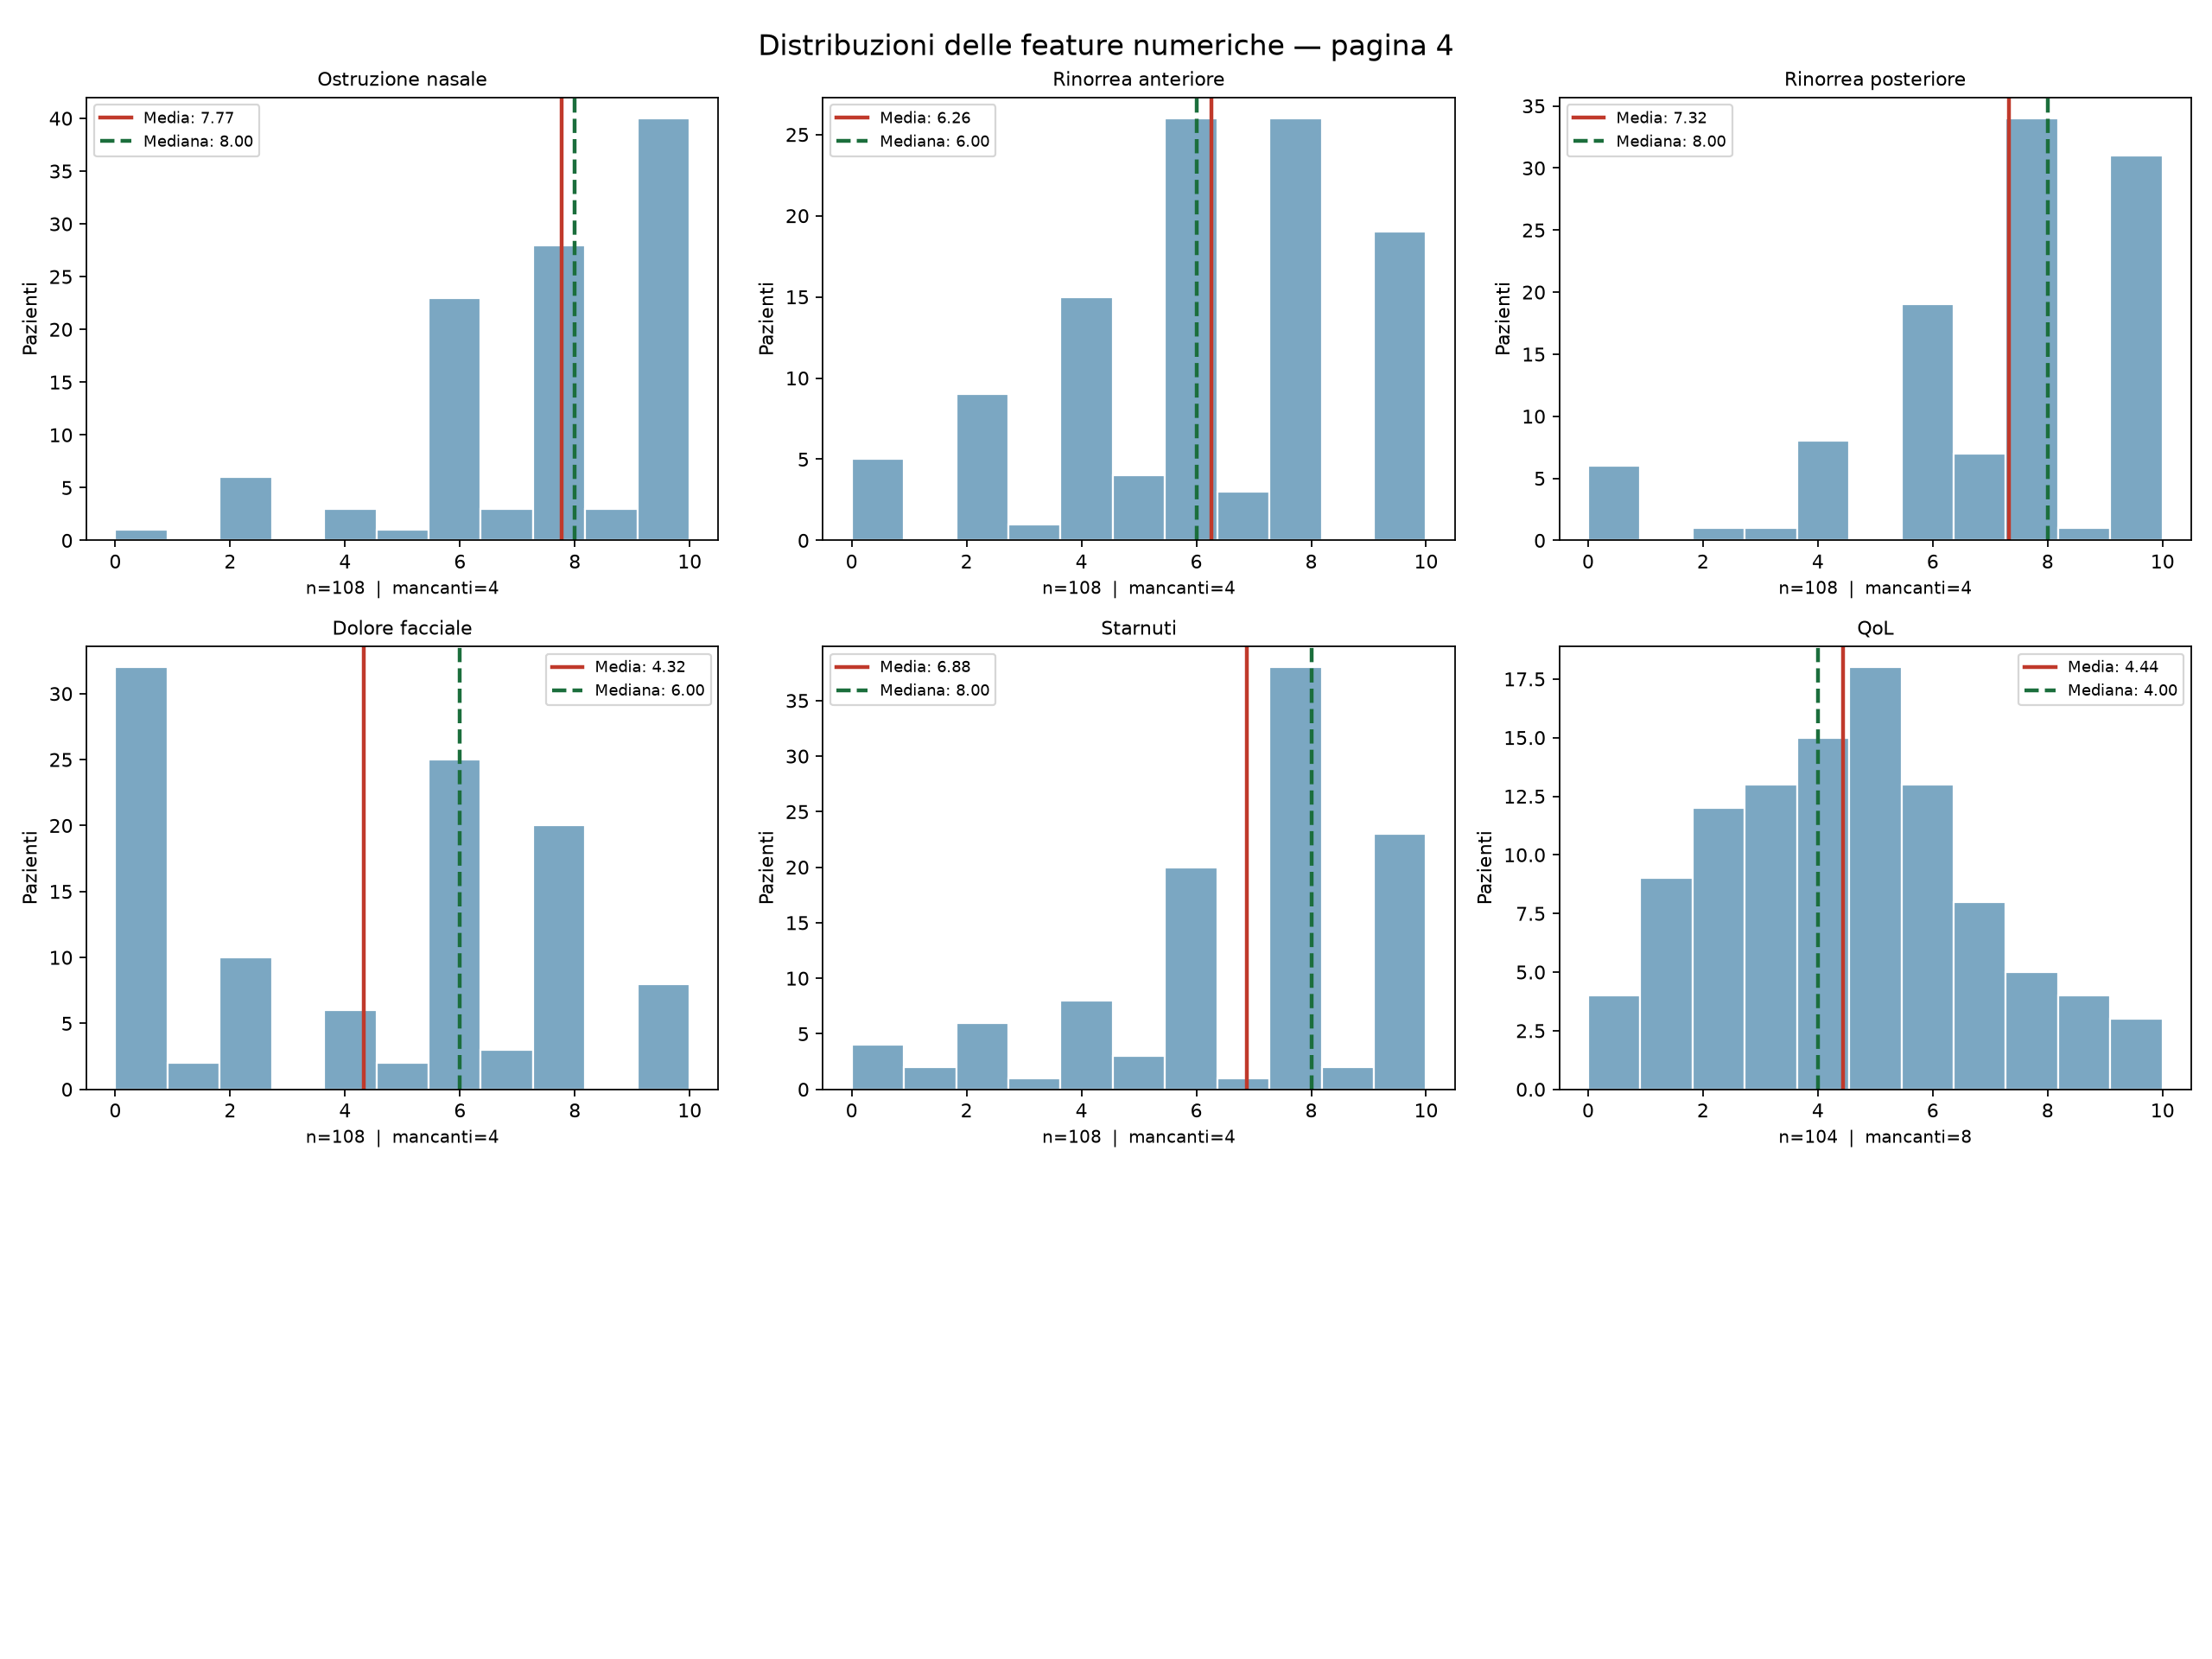 Distribuzioni delle feature numeriche — pagina 4
Ostruzione nasale
Media: 7.77
Mediana: 8.00
Pazienti
40
35
30
25
20
15
10
5
0
0 2 4 6 8 10
n=108 | mancanti=4
Rinorrea anteriore
Media: 6.26
Mediana: 6.00
Pazienti
25
20
15
10
5
0
0 2 4 6 8 10
n=108 | mancanti=4
Rinorrea posteriore
Media: 7.32
Mediana: 8.00
Pazienti
35
30
25
20
15
10
5
0
0 2 4 6 8 10
n=108 | mancanti=4
Dolore facciale
Media: 4.32
Mediana: 6.00
Pazienti
30
25
20
15
10
5
0
0 2 4 6 8 10
n=108 | mancanti=4
Starnuti
Media: 6.88
Mediana: 8.00
Pazienti
35
30
25
20
15
10
5
0
0 2 4 6 8 10
n=108 | mancanti=4
QoL
Media: 4.44
Mediana: 4.00
Pazienti
17.5
15.0
12.5
10.0
7.5
5.0
2.5
0.0
0 2 4 6 8 10
n=104 | mancanti=8